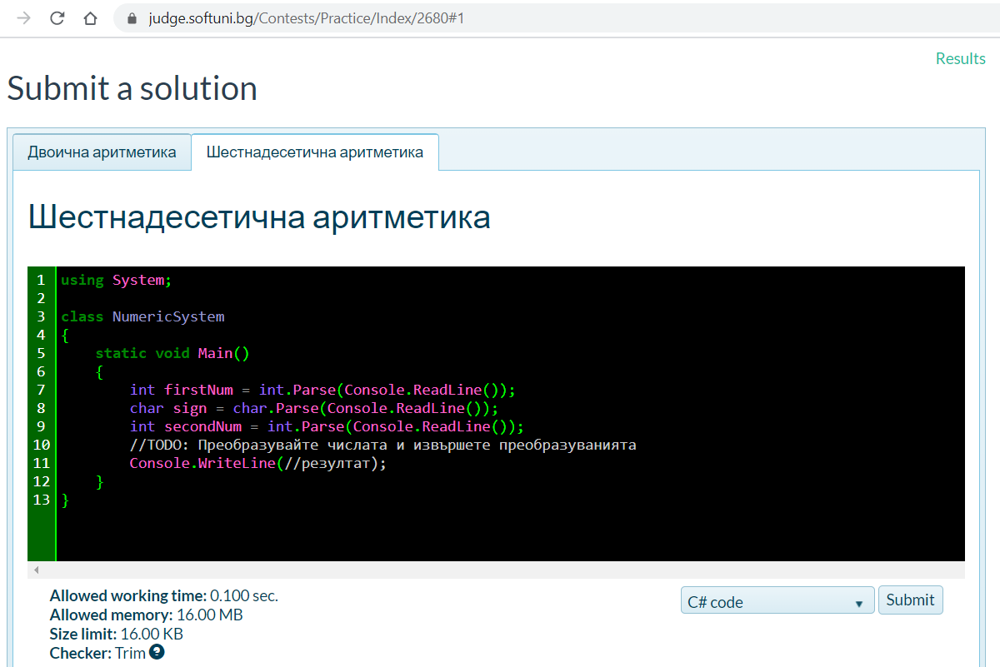 judge.softuni.bg/Contests/Practice/Index/2680#1
Results
Submit a solution
Двоична аритметика
Шестнадесетична аритметика
Шестнадесетична аритметика
1 using System;
2
3 class NumericSystem
4 {
5 static void Main()
6 {
7 int firstNum = int.Parse(Console.ReadLine());
8 char sign = char.Parse(Console.ReadLine());
9 int secondNum = int.Parse(Console.ReadLine());
10 //TODO: Преобразувайте числата и извършете преобразуванията
11 Console.WriteLine(//резултат);
12 }
13 }
Allowed working time: 0.100 sec.
Allowed memory: 16.00 MB
Size limit: 16.00 KB
Checker: Trim ?
C# code
Submit